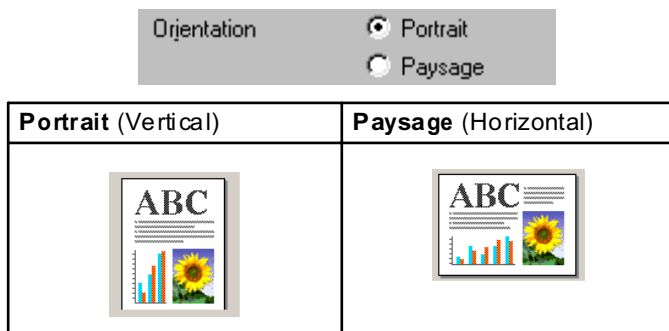 Orientation Portrait
Paysage
Portrait (Vertical) Paysage (Horizontal)
ABC ABC